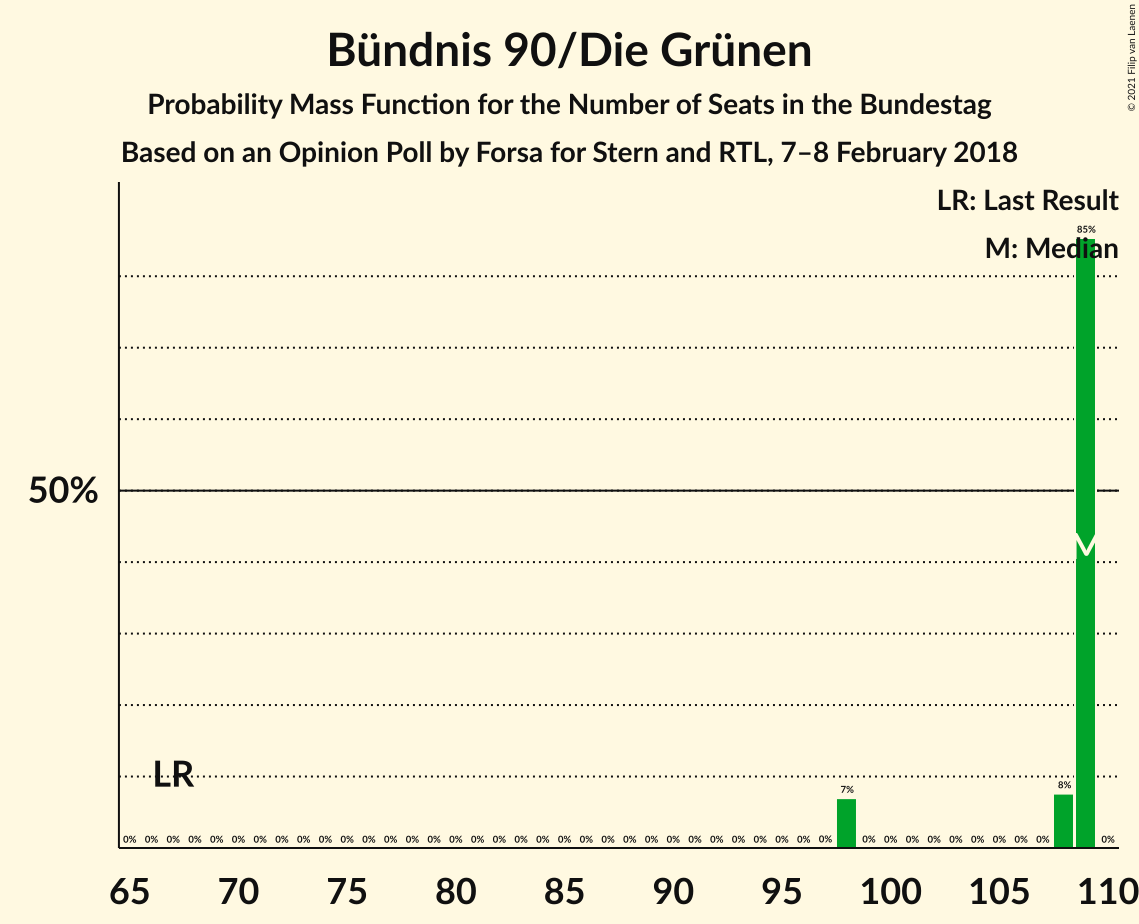 Bündnis 90/Die Grünen
Probability Mass Function for the Number of Seats in the Bundestag
Based on an Opinion Poll by Forsa for Stern and RTL, 7–8 February 2018
© 2021 Filip van Laenen
LR: Last Result
M: Median
85%
50%
M
LR
7%
8%
0% 0% 0% 0% 0% 0% 0% 0% 0% 0% 0% 0% 0% 0% 0% 0% 0% 0% 0% 0% 0% 0% 0% 0% 0% 0% 0% 0% 0% 0% 0% 0% 0% 0% 0% 0% 0% 0% 0% 0% 0% 0% 0%
65 70 75 80 85 90 95 100 105 110